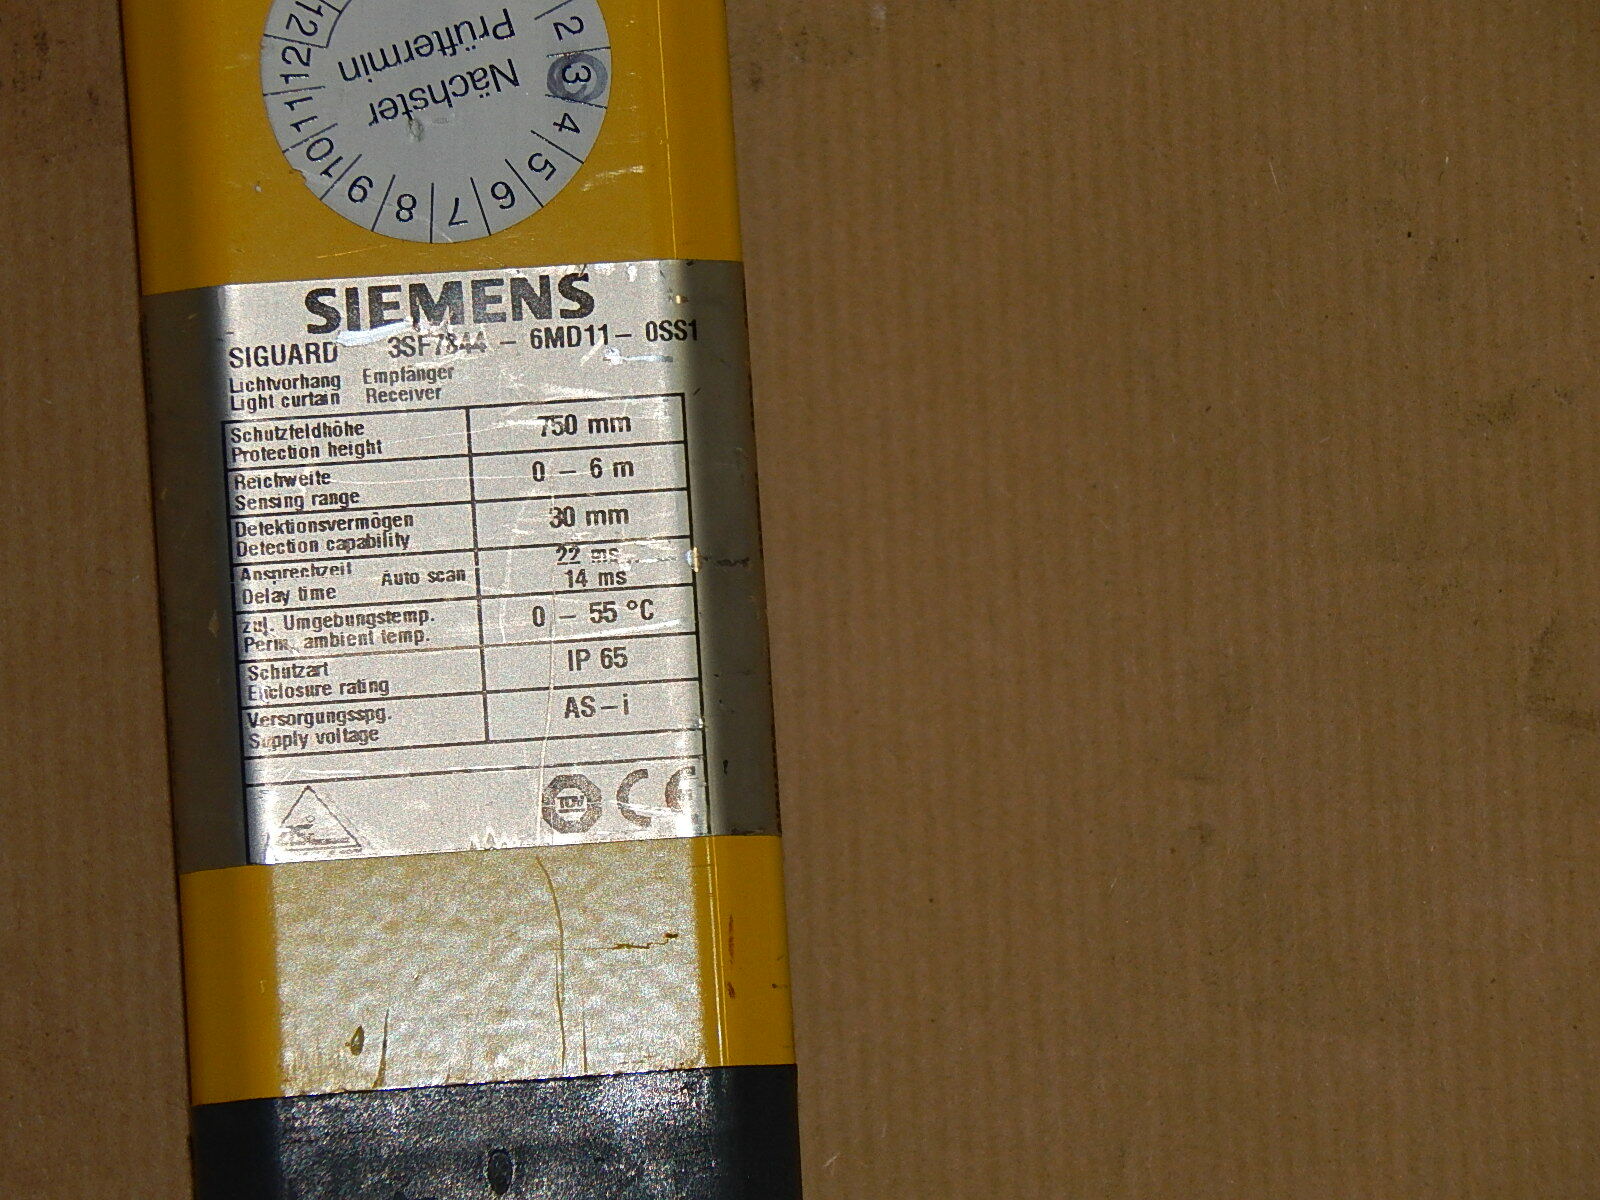 12 12 11 10 9 8 7 6 5 4 3 2
Nächster
Prüftermin
SIEMENS
SIGUARD 3SF7844 - 6MD11 - 0SS1
Lichtvorhang Empfänger
Light curtain Receiver
Schutzfeldhöhe
Protection height
750 mm
Reichweite
Sensing range
0 - 6 m
Detektionsvermögen
Detection capability
30 mm
Ansprechzeit
Delay time
Auto scan
22 ms
14 ms
zul. Umgebungstemp.
Perm. ambient temp.
0 - 55 °C
Schutzart
Enclosure rating
IP 65
Versorgungsspg.
Supply voltage
AS - i
TÜV CE